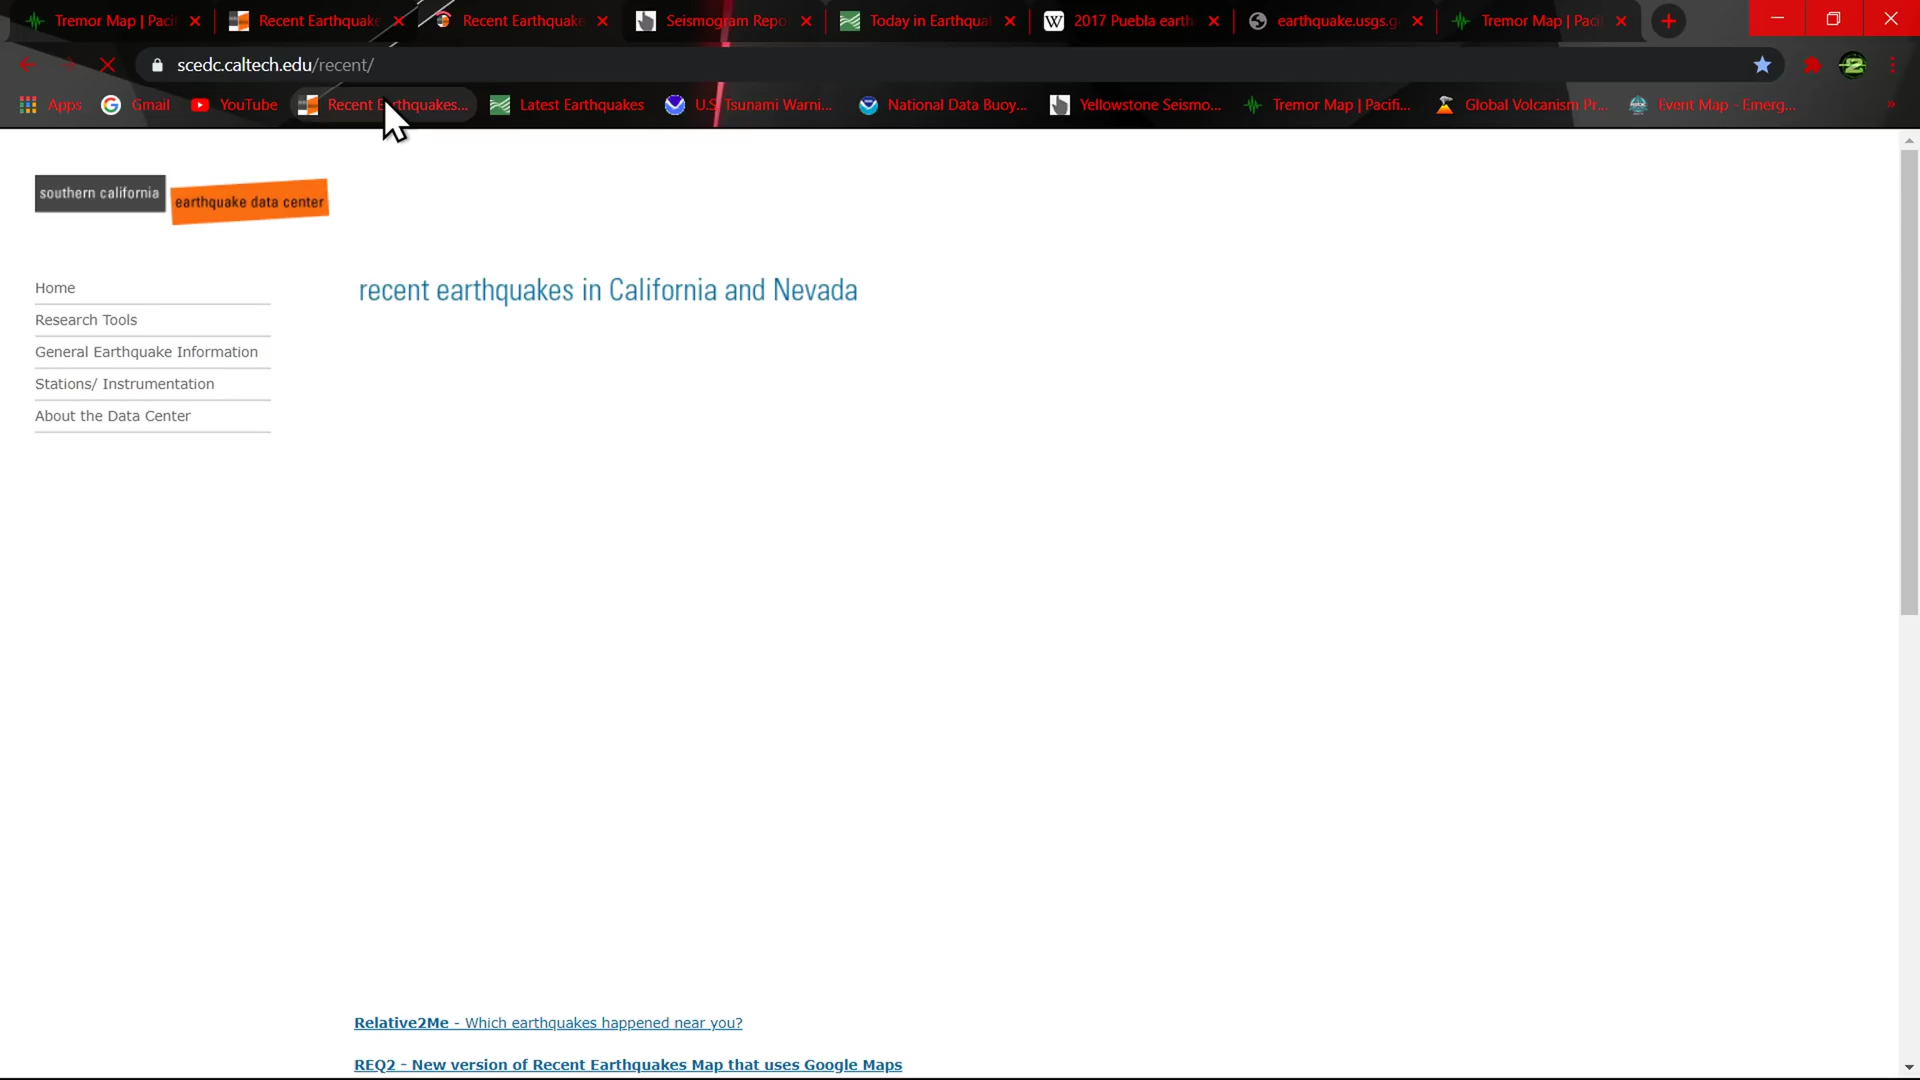 Tremor Map | Paci
Recent Earthquake
Recent Earthquake
Seismogram Repo
Today in Earthqua
2017 Puebla earth
earthquake.usgs.g
Tremor Map | Paci
scedc.caltech.edu/recent/
Apps
Gmail
YouTube
Recent Earthquakes...
Latest Earthquakes
U.S. Tsunami Warni...
National Data Buoy...
Yellowstone Seismo...
Tremor Map | Pacifi...
Global Volcanism Pr...
Event Map - Emerg...
southern california
earthquake data center
Home
Research Tools
General Earthquake Information
Stations/ Instrumentation
About the Data Center
recent earthquakes in California and Nevada
Relative2Me - Which earthquakes happened near you?
REQ2 - New version of Recent Earthquakes Map that uses Google Maps